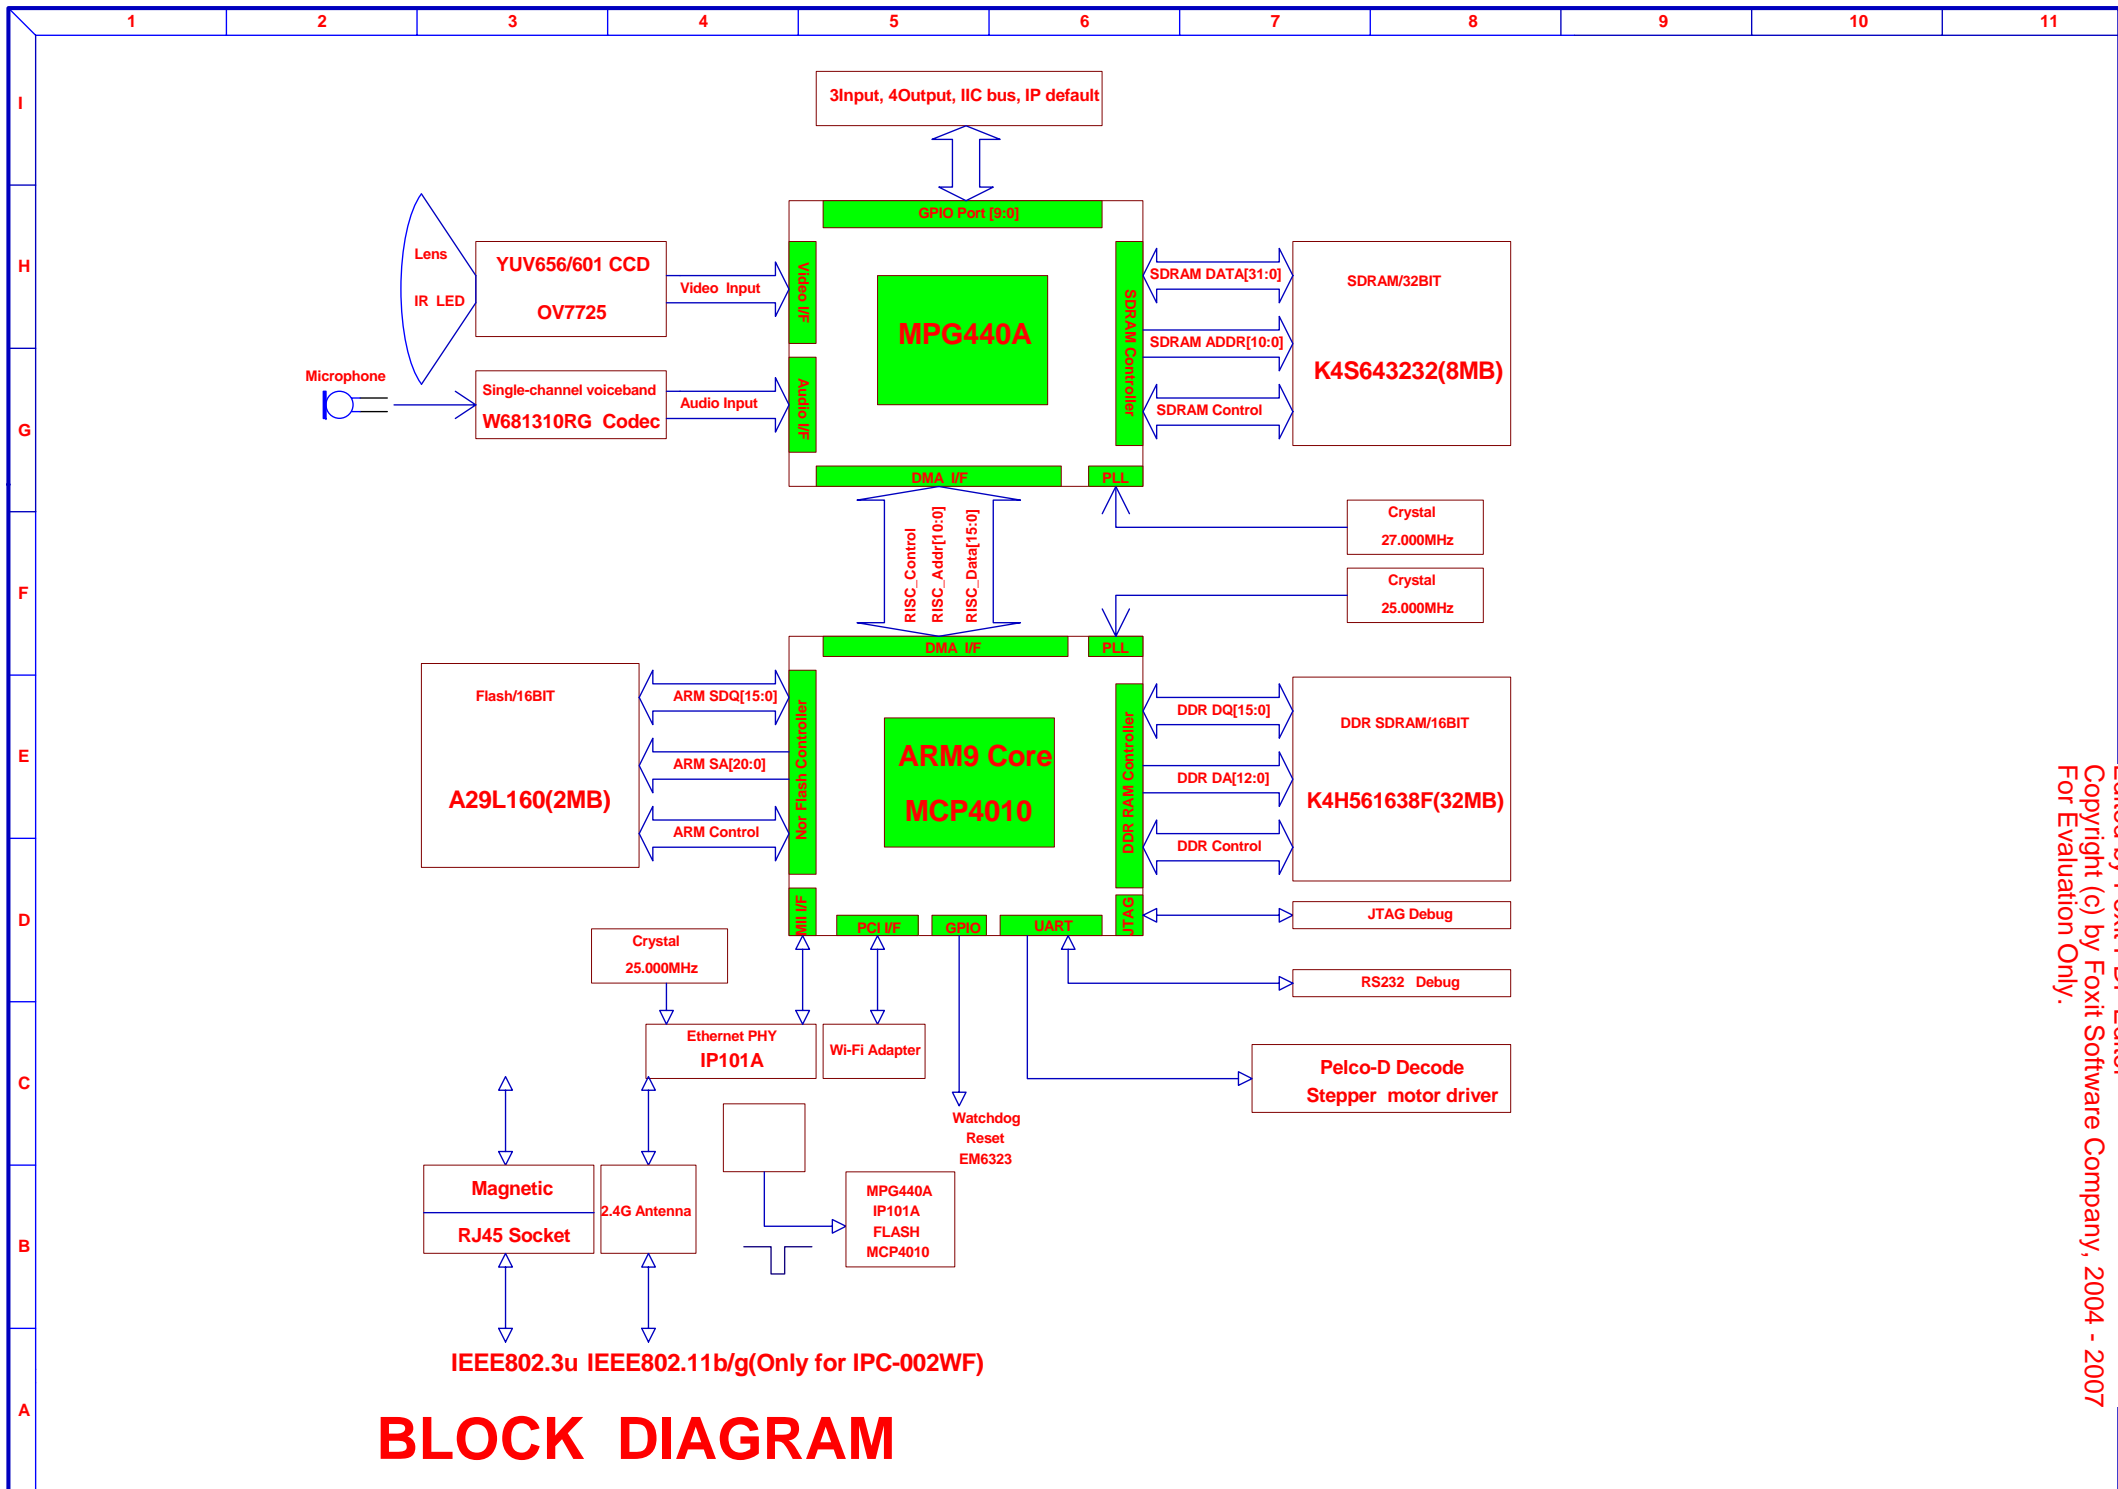 1 2 3 4 5 6 7 8 9 10 11
I
3Input, 4Output, IIC bus, IP default
GPIO Port [9:0]
H
Lens
IR LED
YUV656/601 CCD
OV7725
Video Input
Video I/F
MPG440A
SDRAM Controller
SDRAM DATA[31:0]
SDRAM ADDR[10:0]
SDRAM Control
SDRAM/32BIT
K4S643232(8MB)
G
Microphone
Single-channel voiceband
W681310RG Codec
Audio Input
Audio I/F
DMA I/F
PLL
Crystal
27.000MHz
F
RISC_Control
RISC_Addr[10:0]
RISC_Data[15:0]
Crystal
25.000MHz
DMA I/F
PLL
E
Flash/16BIT
A29L160(2MB)
ARM SDQ[15:0]
ARM SA[20:0]
ARM Control
Nor Flash Controller
ARM9 Core
MCP4010
DDR RAM Controller
DDR DQ[15:0]
DDR DA[12:0]
DDR Control
DDR SDRAM/16BIT
K4H561638F(32MB)
D
MII I/F
PCI I/F
GPIO
UART
JTAG
JTAG Debug
RS232 Debug
Crystal
25.000MHz
C
Ethernet PHY
IP101A
Wi-Fi Adapter
Pelco-D Decode
Stepper motor driver
Watchdog
Reset
EM6323
B
Magnetic
RJ45 Socket
2.4G Antenna
MPG440A
IP101A
FLASH
MCP4010
A
IEEE802.3u IEEE802.11b/g(Only for IPC-002WF)
BLOCK DIAGRAM
Copyright (c) by Foxit Software Company, 2004 - 2007
For Evaluation Only.